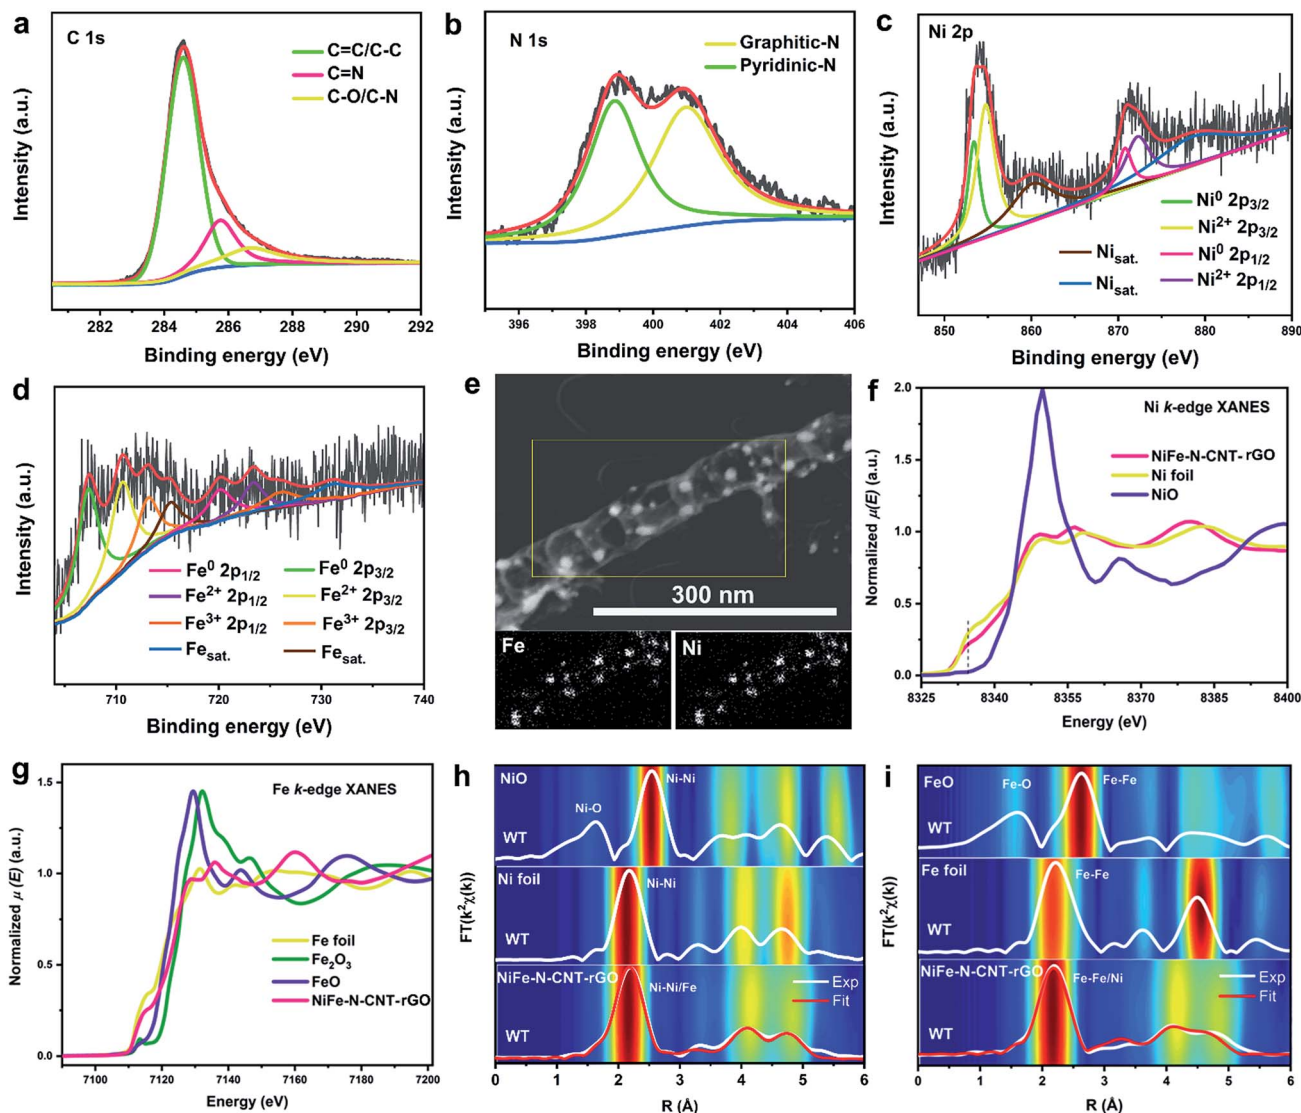 a
C 1s
C=C/C-C
C=N
C-O/C-N
Intensity (a.u.)
282 284 286 288 290 292
Binding energy (eV)
b
N 1s
Graphitic-N
Pyridinic-N
Intensity (a.u.)
396 398 400 402 404 406
Binding energy (eV)
c
Ni 2p
Ni⁰ 2p3/2
Ni²⁺ 2p3/2
Nisat. Ni⁰ 2p1/2
Nisat. Ni²⁺ 2p1/2
Intensity (a.u.)
850 860 870 880 890
Binding energy (eV)
d
Fe⁰ 2p1/2 Fe⁰ 2p3/2
Fe²⁺ 2p1/2 Fe²⁺ 2p3/2
Fe³⁺ 2p1/2 Fe³⁺ 2p3/2
Fesat. Fesat.
Intensity (a.u.)
710 720 730 740
Binding energy (eV)
e
300 nm
Fe
Ni
f
Ni k-edge XANES
NiFe-N-CNT-rGO
Ni foil
NiO
Normalized μ(E) (a.u.)
2.0
1.5
1.0
0.5
0.0
8325 8340 8355 8370 8385 8400
Energy (eV)
g
Fe k-edge XANES
Fe foil
Fe₂O₃
FeO
NiFe-N-CNT-rGO
Normalized μ (E) (a.u.)
1.5
1.0
0.5
0.0
7100 7120 7140 7160 7180 7200
Energy (eV)
h
NiO
Ni-Ni
Ni-O
WT
Ni foil
Ni-Ni
WT
NiFe-N-CNT-rGO
Ni-Ni/Fe
Exp
Fit
WT
FT(k²χ(k))
0 1 2 3 4 5 6
R (Å)
i
FeO
Fe-Fe
Fe-O
WT
Fe foil
Fe-Fe
WT
NiFe-N-CNT-rGO
Fe-Fe/Ni
Exp
Fit
WT
FT(k²χ(k))
0 1 2 3 4 5 6
R (Å)